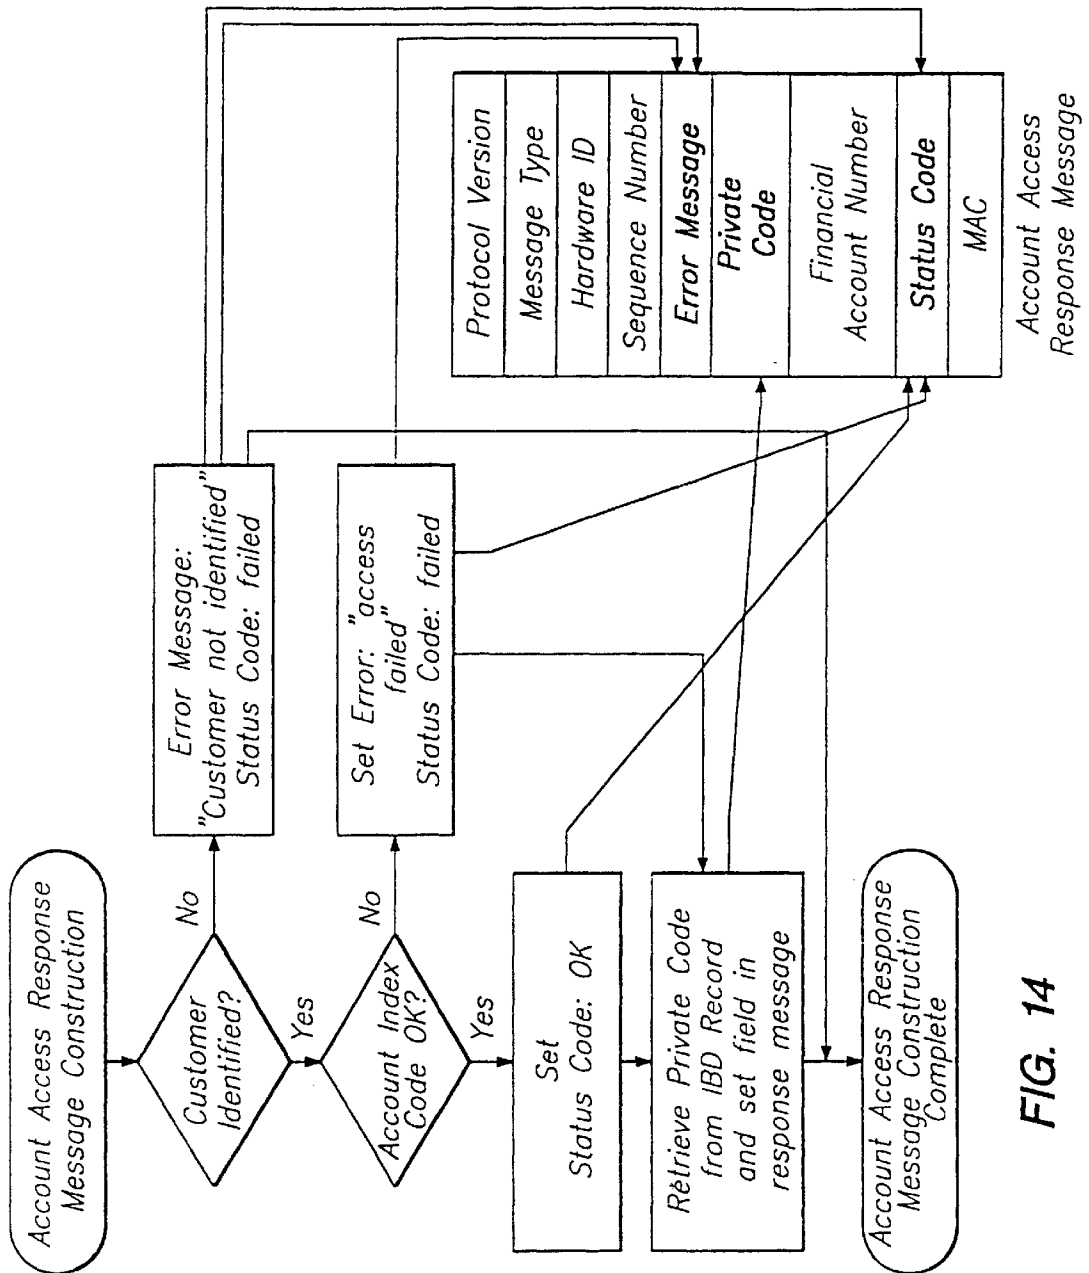 Account Access Response
Message Construction
Customer
Identified?
No
Yes
Error Message:
"Customer not identified"
Status Code: failed
Account Index
Code OK?
No
Yes
Set Error: "access
failed"
Status Code: failed
Set
Status Code: OK
Retrieve Private Code
from IBD Record
and set field in
response message
Account Access Response
Message Construction
Complete
Protocol Version
Message Type
Hardware ID
Sequence Number
Error Message
Private
Code
Financial
Account Number
Status Code
MAC
Account Access
Response Message
FIG. 14